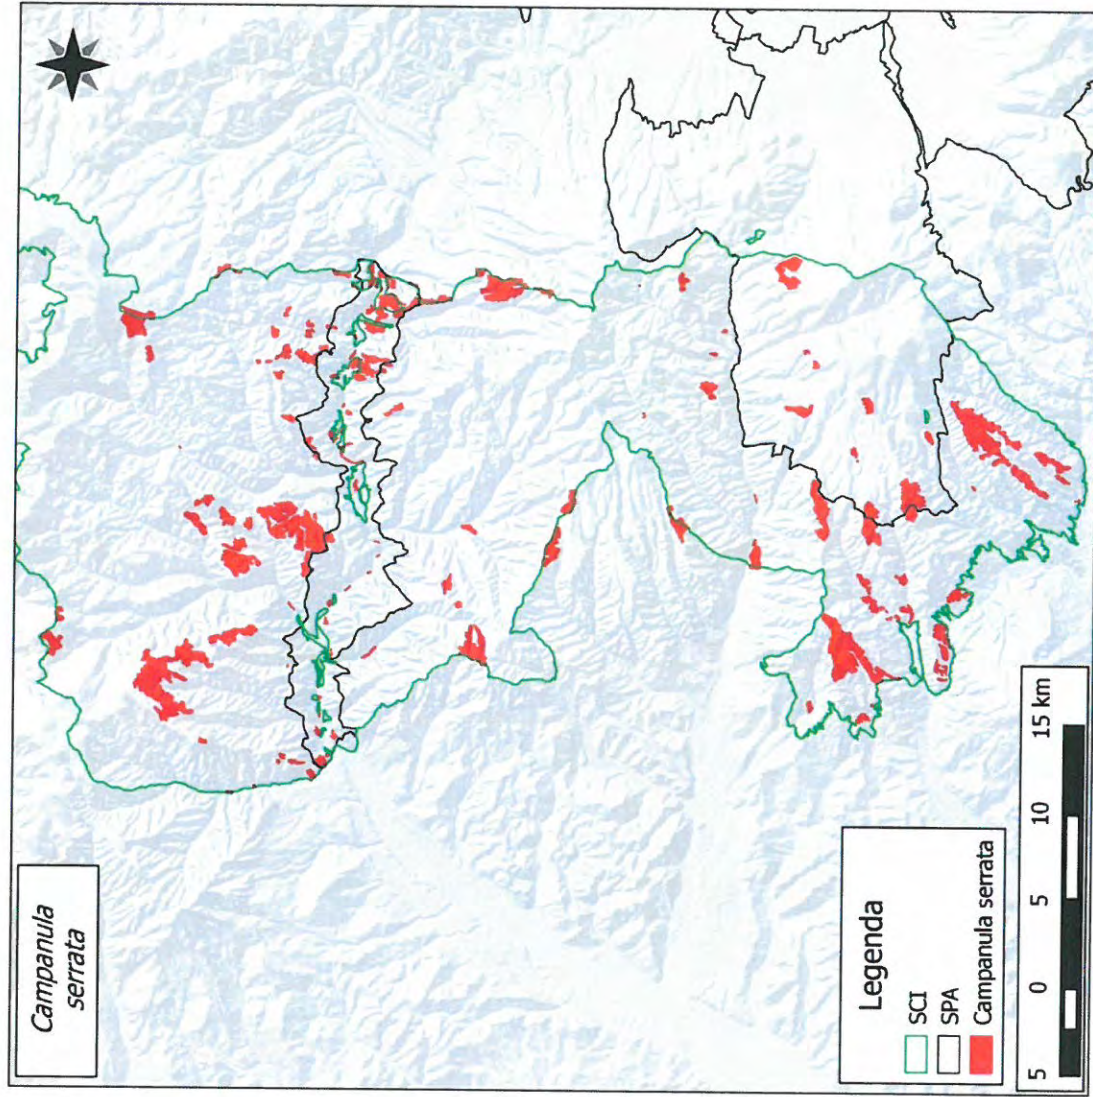 Campanula
serrata
Legenda
SCI
SPA
Campanula serrata
5 0 5 10 15 km